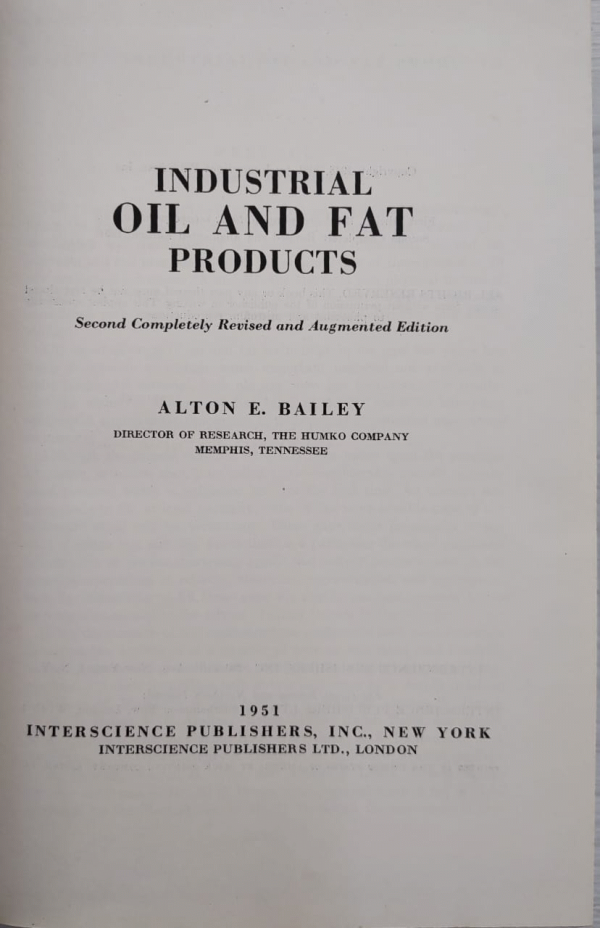 INDUSTRIAL
OIL AND FAT
PRODUCTS
Second Completely Revised and Augmented Edition
ALTON E. BAILEY
DIRECTOR OF RESEARCH, THE HUMKO COMPANY
MEMPHIS, TENNESSEE
1951
INTERSCIENCE PUBLISHERS, INC., NEW YORK
INTERSCIENCE PUBLISHERS LTD., LONDON